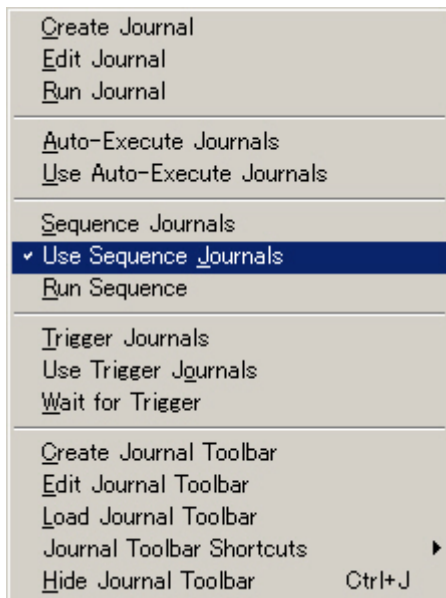 Create Journal
Edit Journal
Run Journal
Auto-Execute Journals
Use Auto-Execute Journals
Sequence Journals
Use Sequence Journals
Run Sequence
Trigger Journals
Use Trigger Journals
Wait for Trigger
Create Journal Toolbar
Edit Journal Toolbar
Load Journal Toolbar
Journal Toolbar Shortcuts
Hide Journal Toolbar Ctrl+J